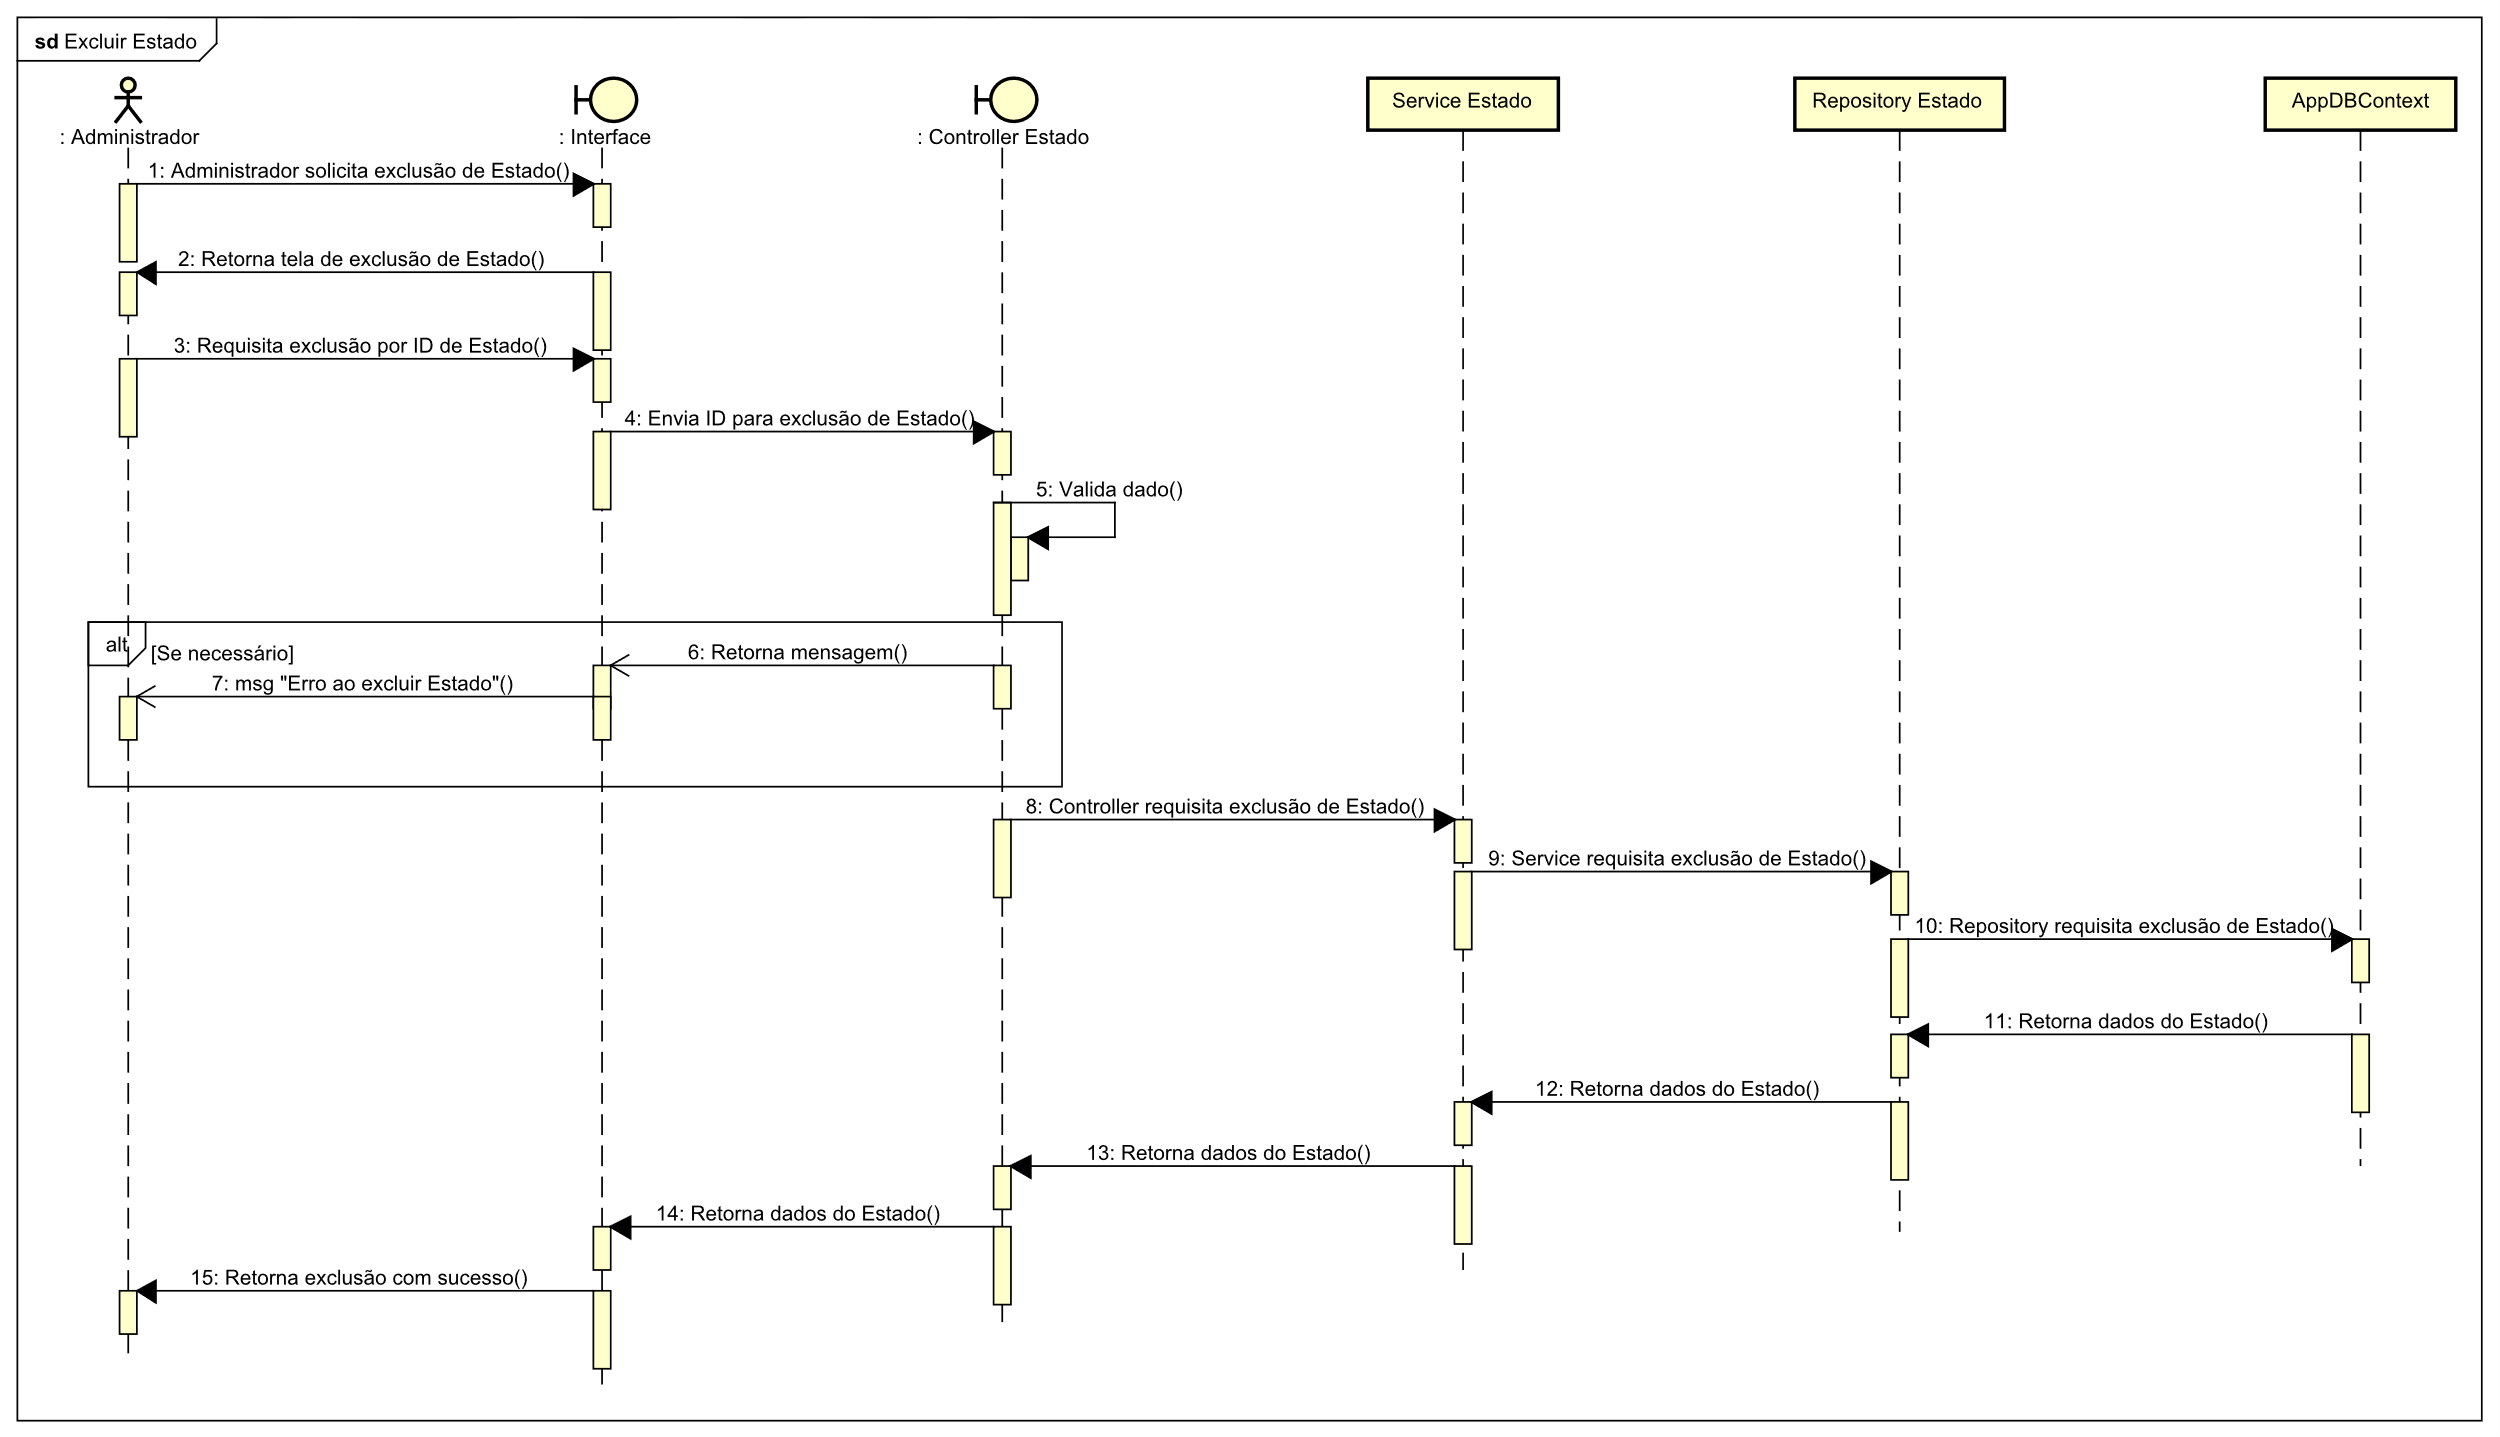 sd Excluir Estado
: Administrador
: Interface
: Controller Estado
Service Estado
Repository Estado
AppDBContext
1: Administrador solicita exclusão de Estado()
2: Retorna tela de exclusão de Estado()
3: Requisita exclusão por ID de Estado()
4: Envia ID para exclusão de Estado()
5: Valida dado()
alt
[Se necessário]
6: Retorna mensagem()
7: msg "Erro ao excluir Estado"()
8: Controller requisita exclusão de Estado()
9: Service requisita exclusão de Estado()
10: Repository requisita exclusão de Estado()
11: Retorna dados do Estado()
12: Retorna dados do Estado()
13: Retorna dados do Estado()
14: Retorna dados do Estado()
15: Retorna exclusão com sucesso()